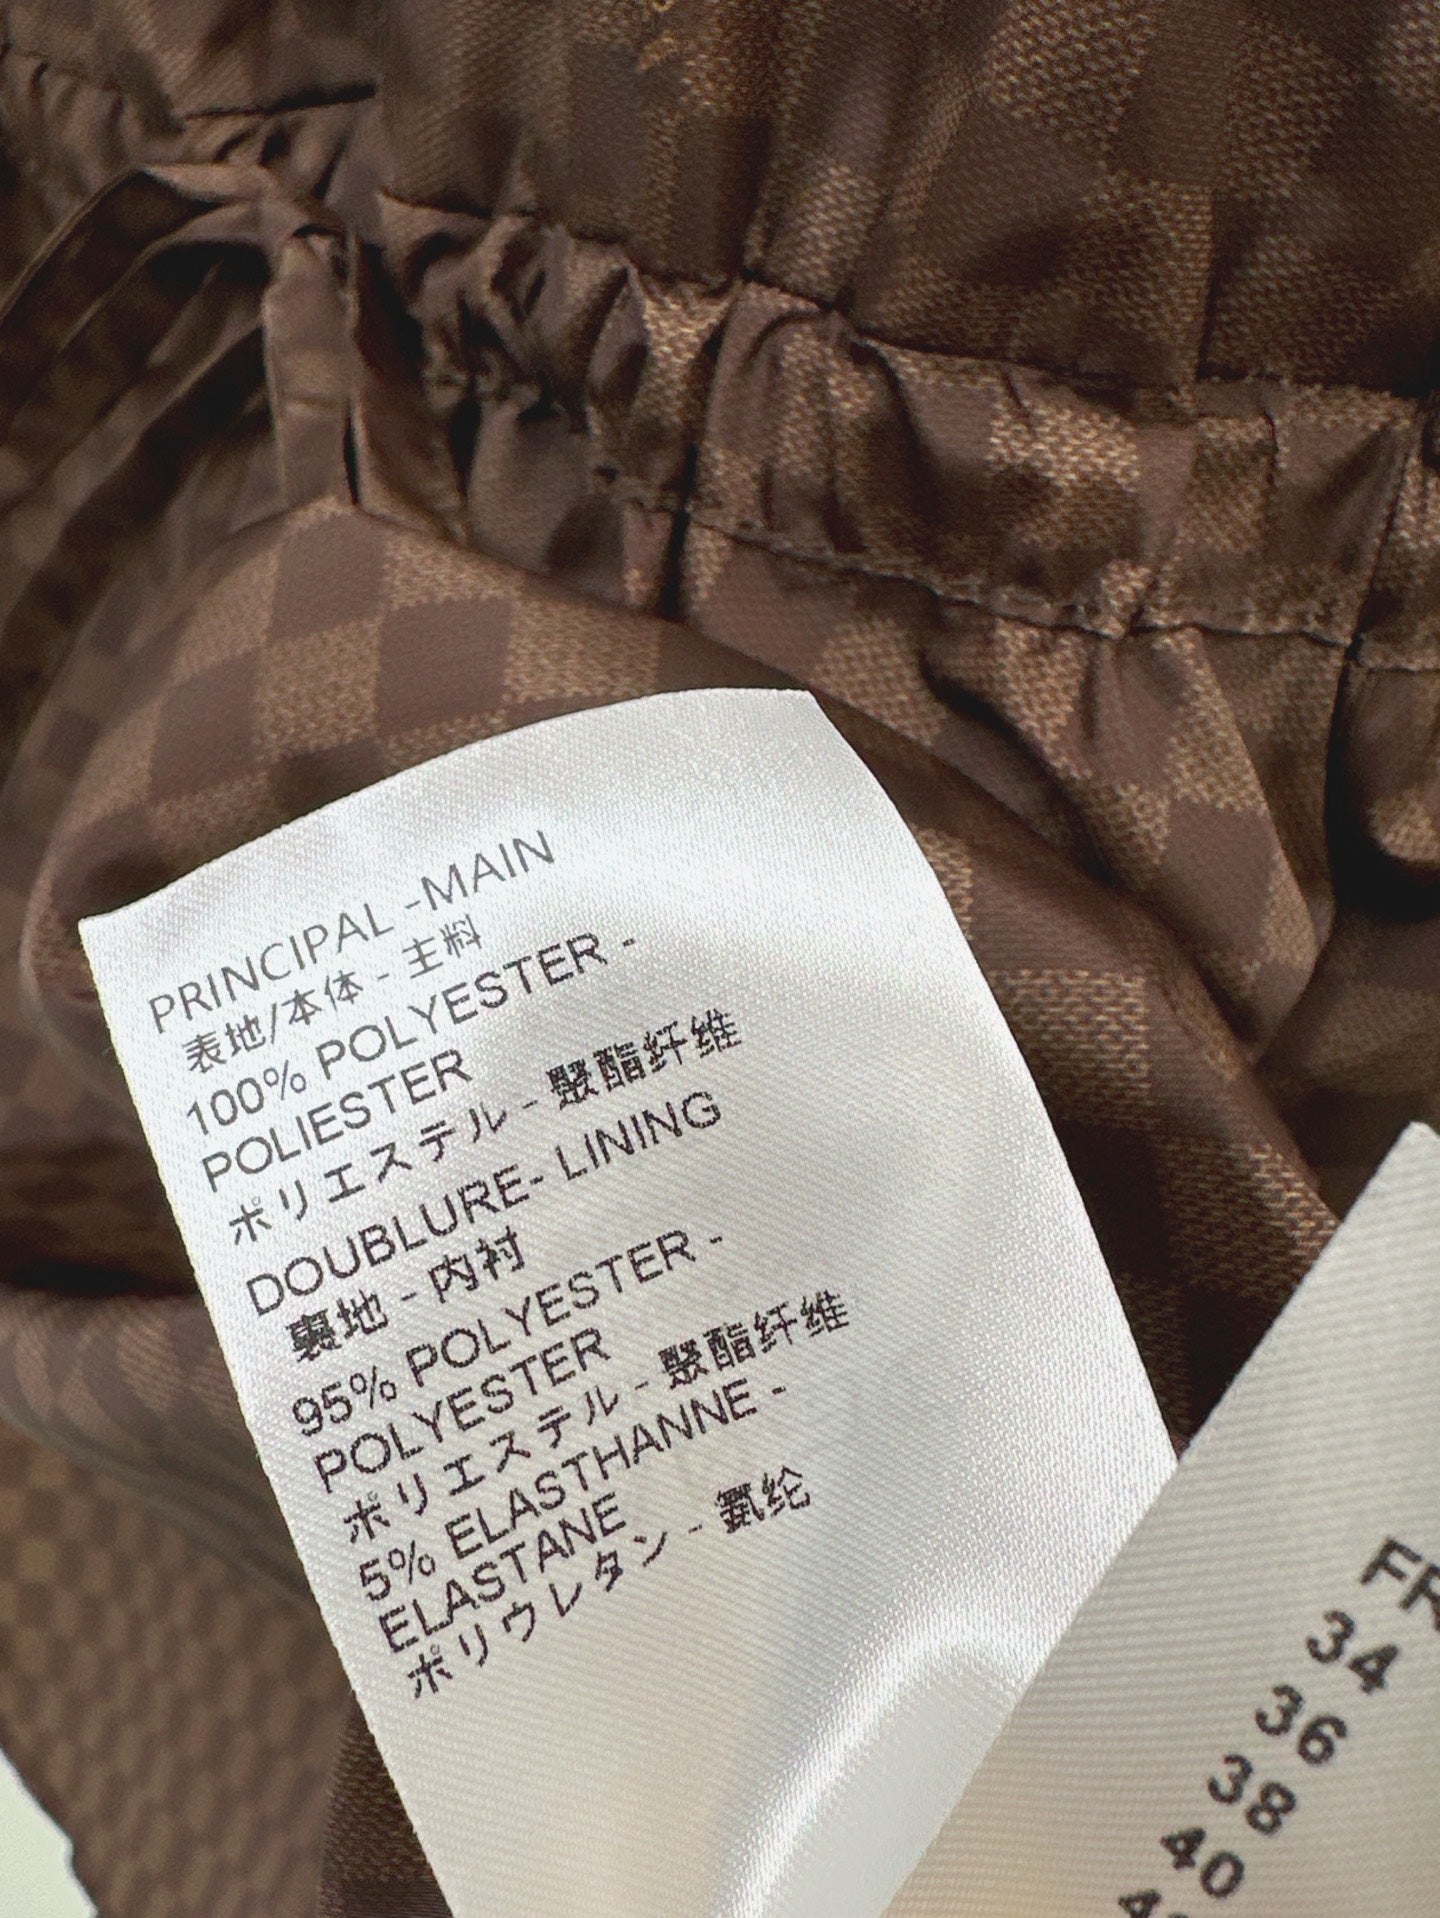 PRINCIPAL -MAIN
表地/本体 - 主料
100% POLYESTER -
POLIESTER
ポリエステル - 聚酯纤维
DOUBLURE- LINING
裏地 - 内衬
95% POLYESTER -
POLYESTER
ポリエステル - 聚酯纤维
5% ELASTHANNE -
ELASTANE
ポリウレタン - 氨纶
FR
34
36
38
40